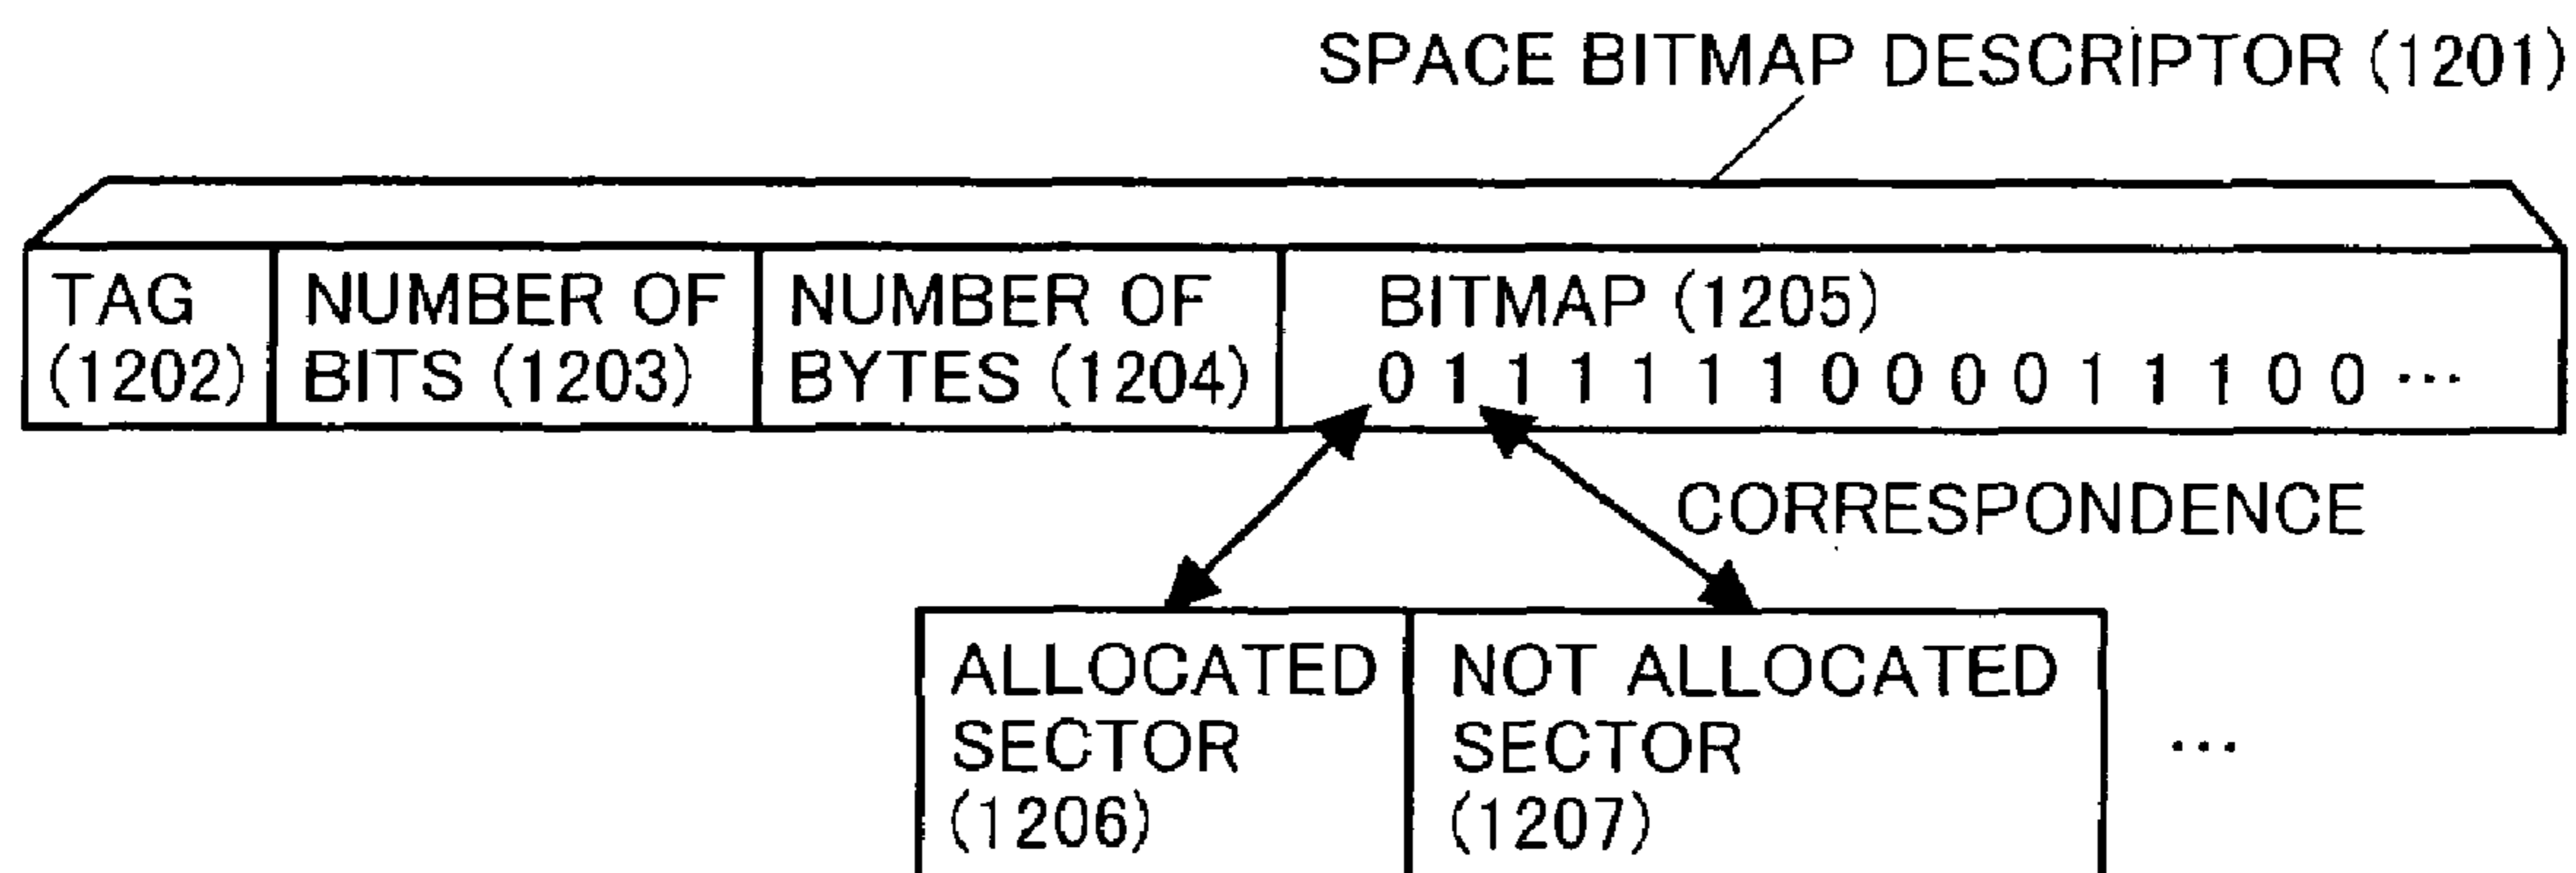 SPACE BITMAP DESCRIPTOR (1201)
TAG
(1202)
NUMBER OF
BITS (1203)
NUMBER OF
BYTES (1204)
BITMAP (1205)
0 1 1 1 1 1 1 0 0 0 0 1 1 1 0 0 ···
CORRESPONDENCE
ALLOCATED
SECTOR
(1206)
NOT ALLOCATED
SECTOR
(1207)
···